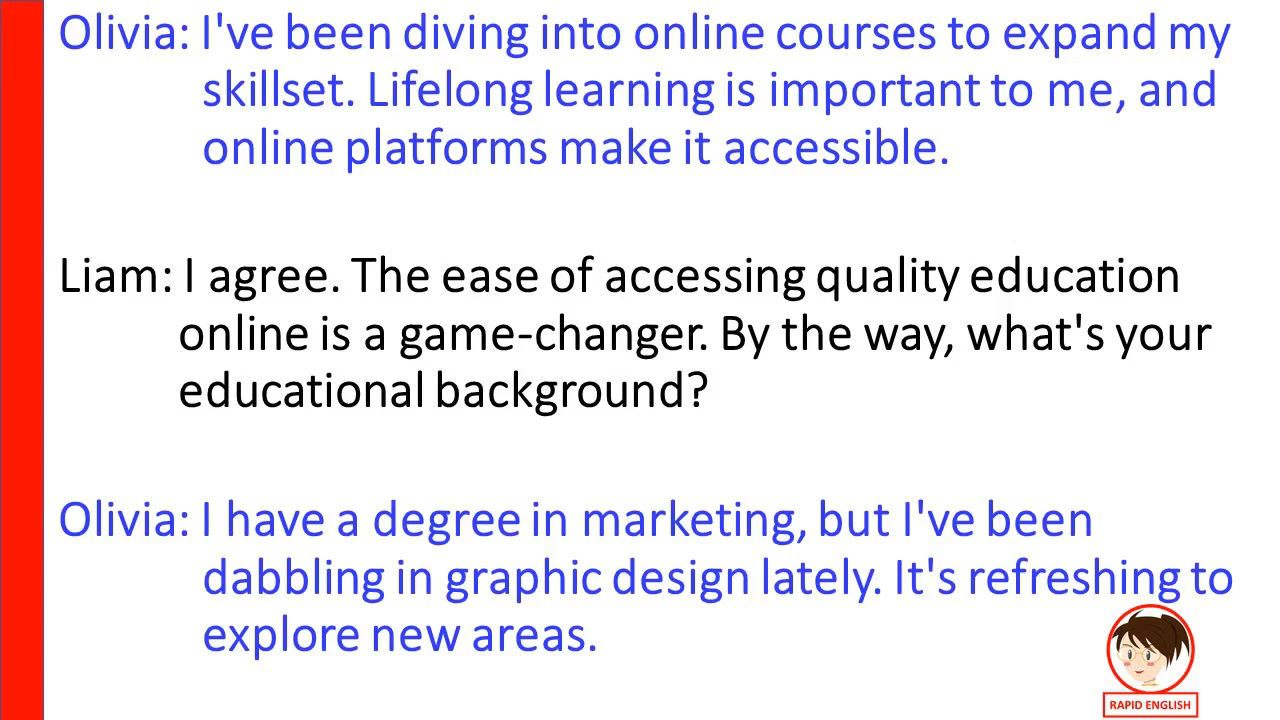 Olivia: I've been diving into online courses to expand my
skillset. Lifelong learning is important to me, and
online platforms make it accessible.
Liam: I agree. The ease of accessing quality education
online is a game-changer. By the way, what's your
educational background?
Olivia: I have a degree in marketing, but I've been
dabbling in graphic design lately. It's refreshing to
explore new areas.
RAPID ENGLISH